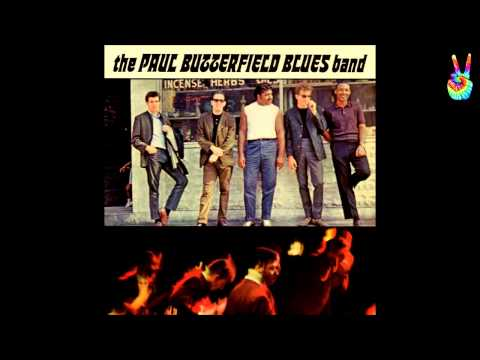 the PAUL BUTTERFIELD BLUES band
INCENSE HERBS